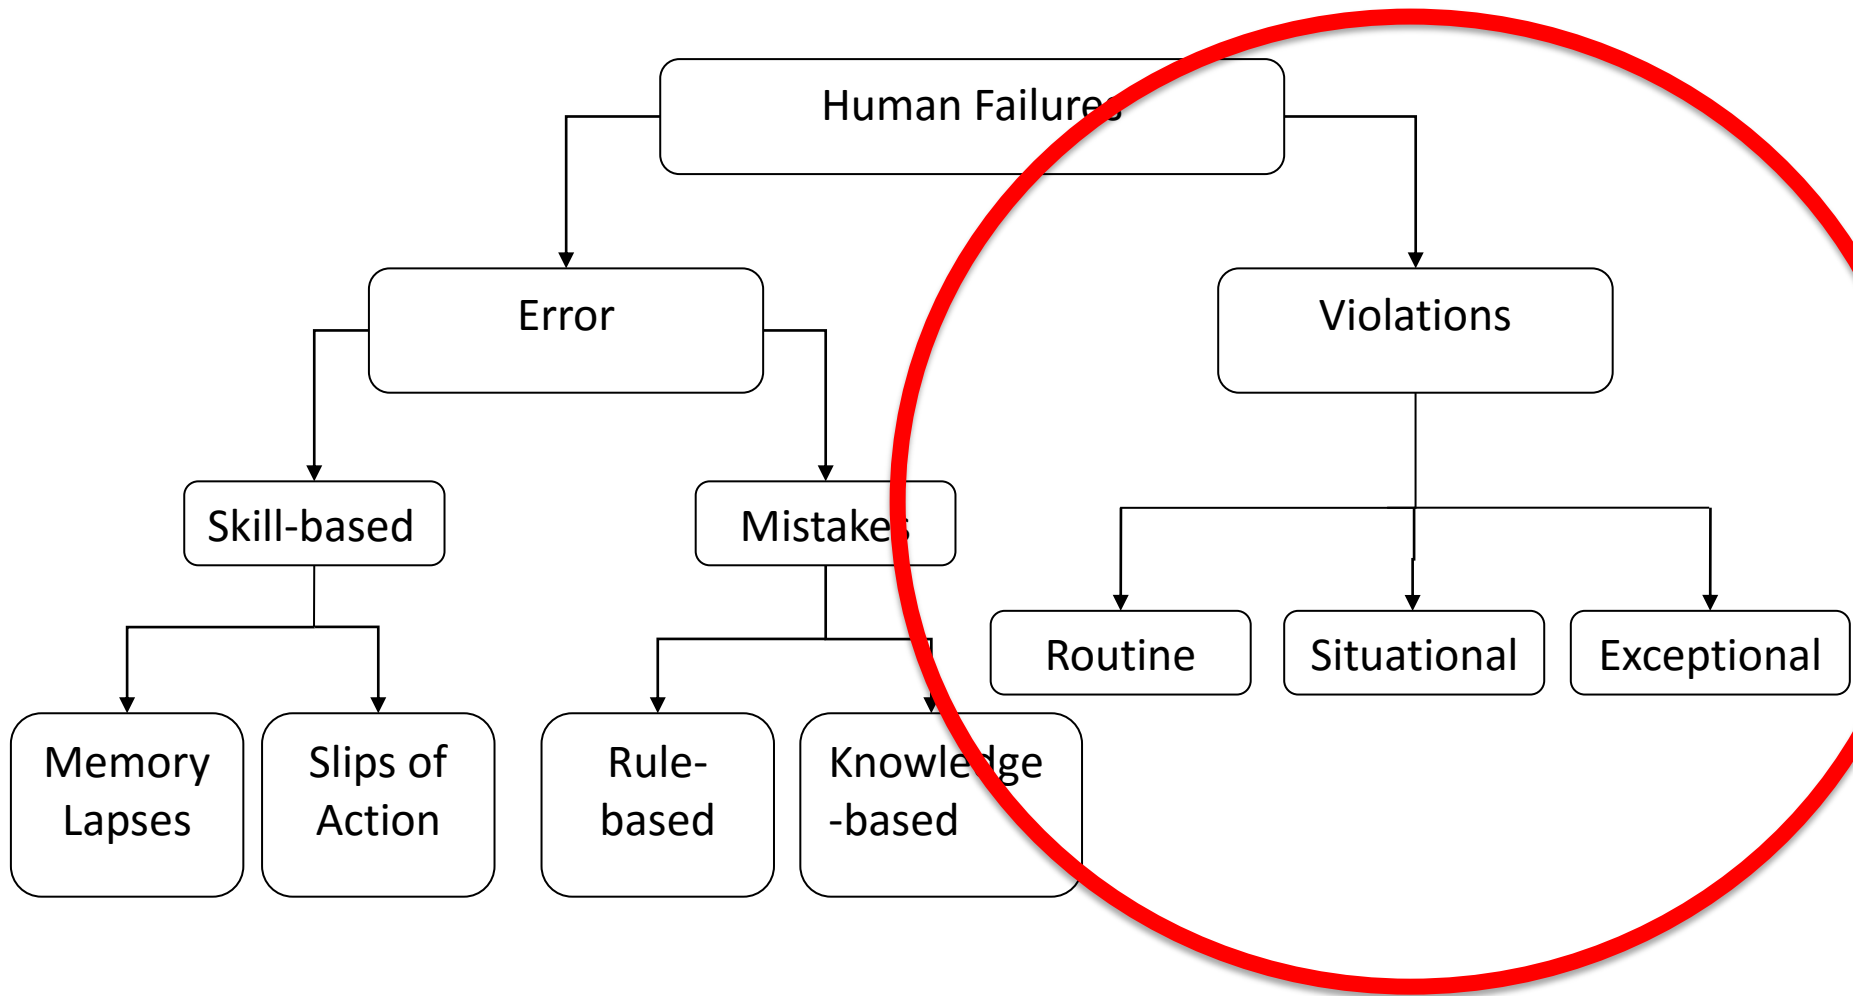 Human Failures
Error
Violations
Skill-based
Mistakes
Routine
Situational
Exceptional
Memory
Lapses
Slips of
Action
Rule-
based
Knowledge
-based